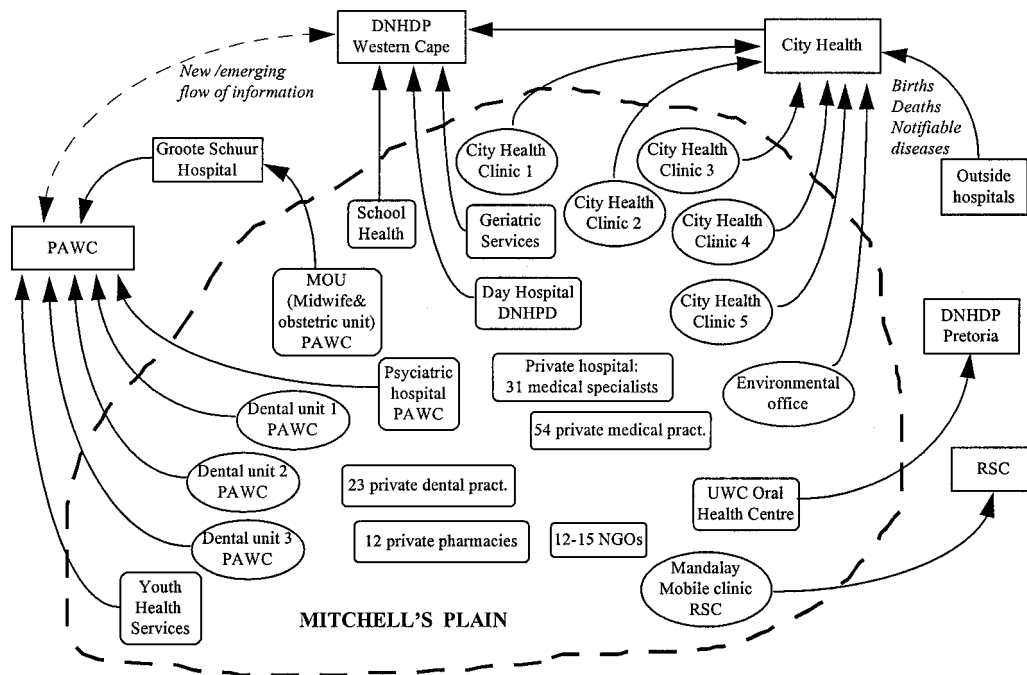 DNHDP
Western Cape
City Health
New /emerging
flow of information
Births
Deaths
Notifiable
diseases
Groote Schuur
Hospital
City Health
Clinic 1
City Health
Clinic 3
City Health
Clinic 2
Outside
hospitals
School
Health
Geriatric
Services
City Health
Clinic 4
PAWC
MOU
(Midwife&
obstetric unit)
PAWC
Day Hospital
DNHPD
City Health
Clinic 5
DNHDP
Pretoria
Psyciatric
hospital
PAWC
Private hospital:
31 medical specialists
Environmental
office
Dental unit 1
PAWC
54 private medical pract.
Dental unit 2
PAWC
23 private dental pract.
UWC Oral
Health Centre
RSC
Dental unit 3
PAWC
12 private pharmacies
12-15 NGOs
Mandalay
Mobile clinic
RSC
Youth
Health
Services
MITCHELL'S PLAIN